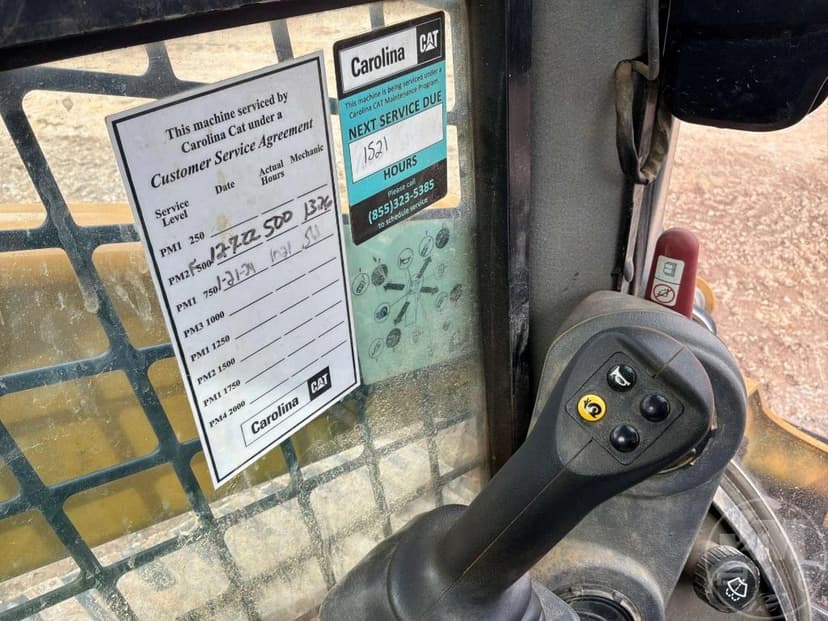 This machine serviced by
Carolina Cat under a
Customer Service Agreement
Service Level Date Actual Hours Mechanic
PM1 250
PM2 500 12-7-22 500 1376
PM1 750 1-21-24 1021
PM3 1000
PM1 1250
PM2 1500
PM1 1750
PM4 2000
Carolina CAT
Carolina CAT
This machine is being serviced under a
Carolina CAT Maintenance Program.
NEXT SERVICE DUE
1521
HOURS
Please call
(855)323-5385
to schedule service